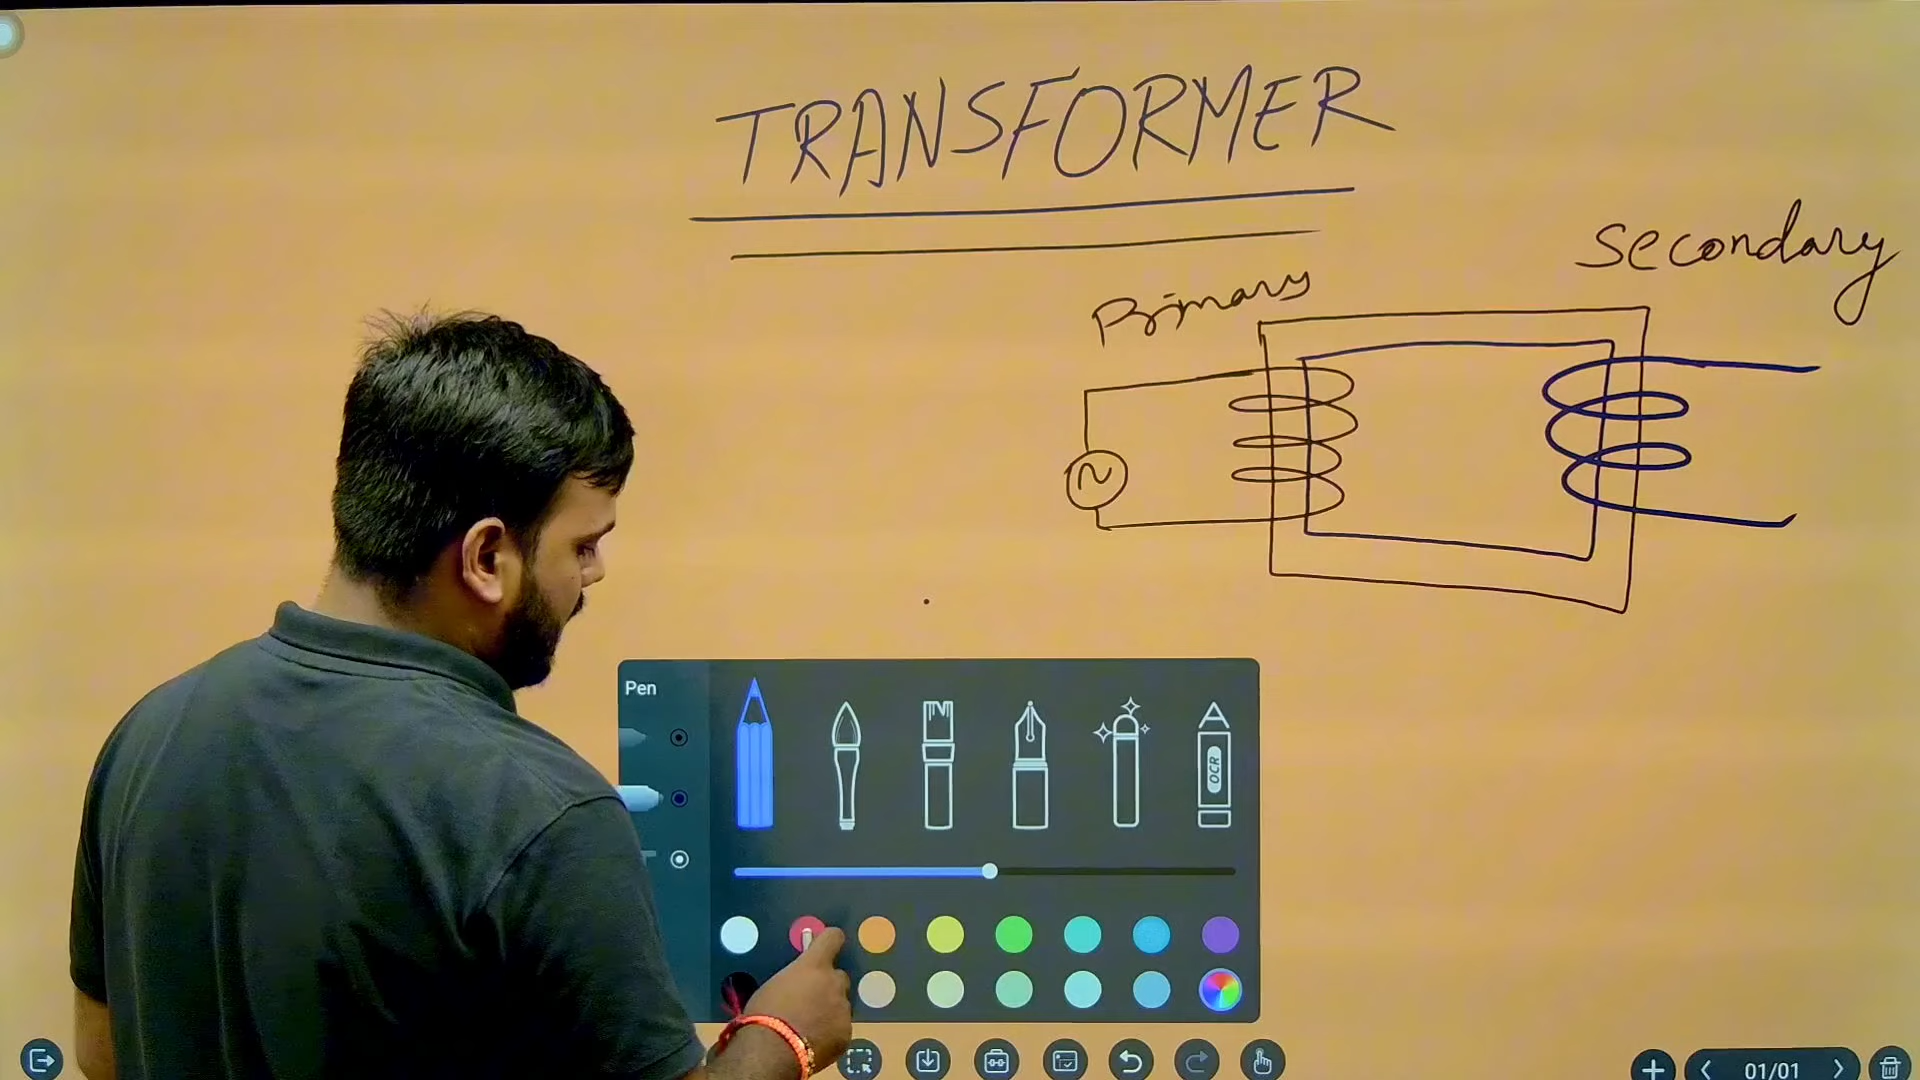 TRANSFORMER
Secondary
Primary
Pen
OCR
01/01